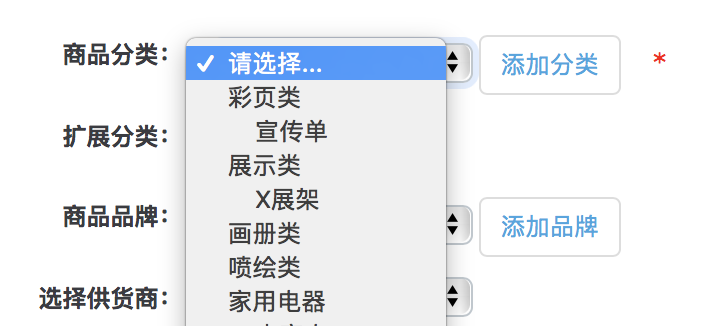 商品分类：
请选择...
添加分类
*
彩页类
宣传单
扩展分类：
展示类
X展架
商品品牌：
添加品牌
画册类
喷绘类
选择供货商：
家用电器